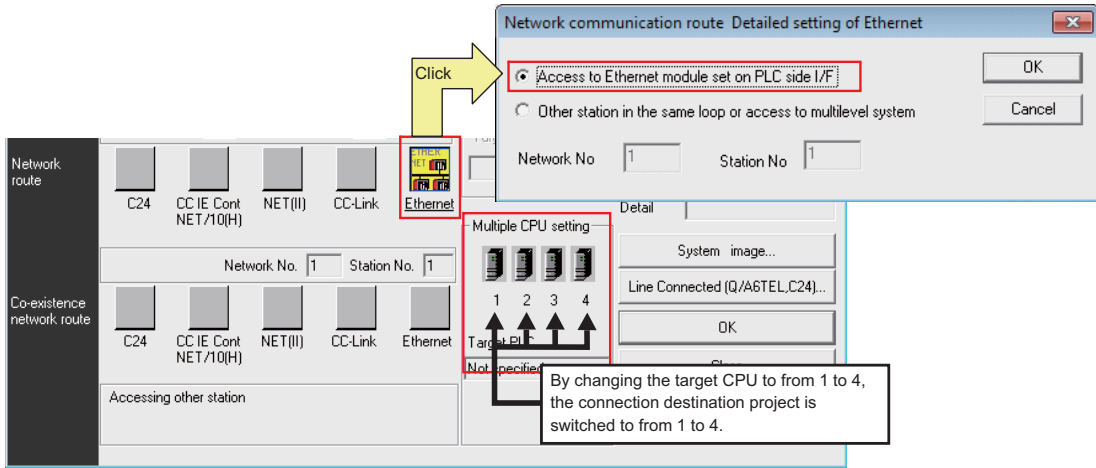 Network communication route Detailed setting of Ethernet
Click
Access to Ethernet module set on PLC side I/F
OK
Other station in the same loop or access to multilevel system
Cancel
Network No 1 Station No 1
Network
route
ETHER
NET
C24
CC IE Cont
NET/10(H)
NET(II)
CC-Link
Ethernet
Detail
Multiple CPU setting
System image...
Network No. 1 Station No. 1
Line Connected (Q/A6TEL,C24)...
1 2 3 4
Co-existence
network route
OK
C24
CC IE Cont
NET/10(H)
NET(II)
CC-Link
Ethernet
Target PLC
Not specified
By changing the target CPU to from 1 to 4,
the connection destination project is
switched to from 1 to 4.
Accessing other station